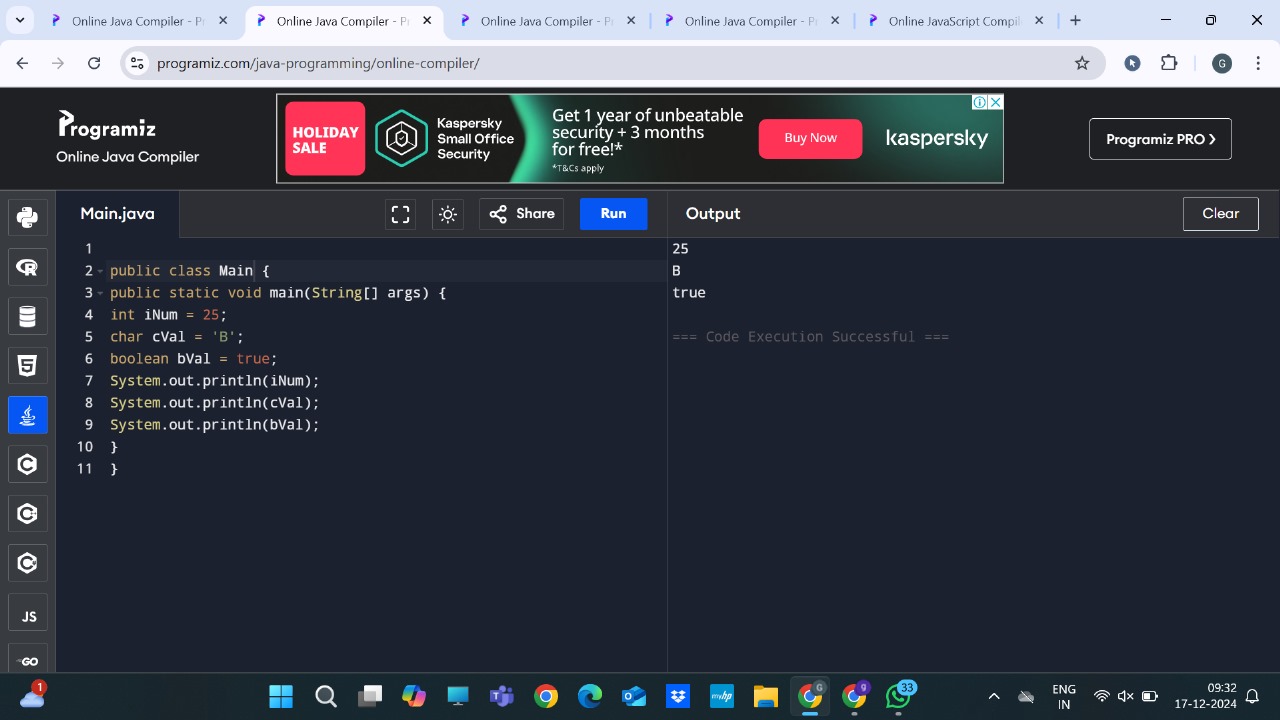 Online Java Compiler - Pr
Online Java Compiler - Pr
Online Java Compiler - Pr
Online Java Compiler - Pr
Online JavaScript Compil
programiz.com/java-programming/online-compiler/
G
Programiz
Online Java Compiler
HOLIDAY
SALE
Kaspersky
Small Office
Security
Get 1 year of unbeatable
security + 3 months
for free!*
*T&Cs apply
Buy Now
kaspersky
Programiz PRO
Main.java
Share
Run
Output
Clear
1
2 public class Main {
3 public static void main(String[] args) {
4 int iNum = 25;
5 char cVal = 'B';
6 boolean bVal = true;
7 System.out.println(iNum);
8 System.out.println(cVal);
9 System.out.println(bVal);
10 }
11 }
25
B
true
=== Code Execution Successful ===
JS
GO
1
myhp
G
g
33
ENG
IN
09:32
17-12-2024